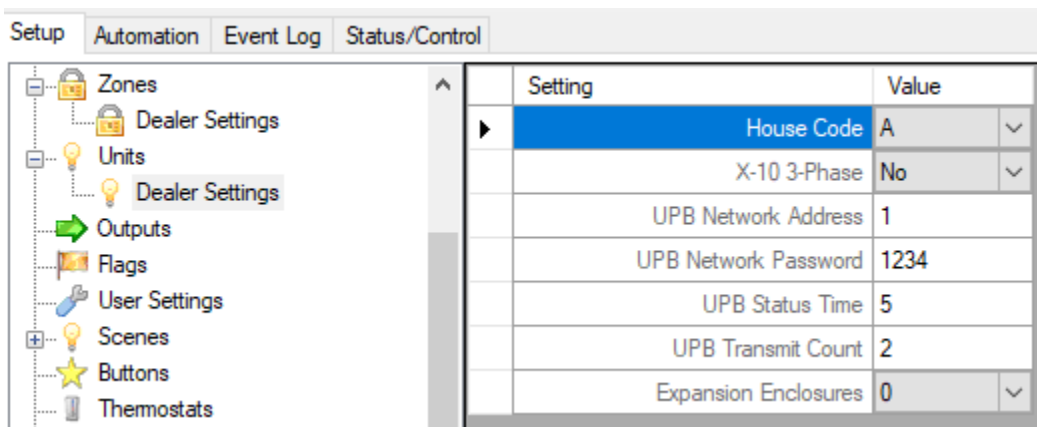 Setup Automation Event Log Status/Control
Zones
Dealer Settings
Units
Dealer Settings
Outputs
Flags
User Settings
Scenes
Buttons
Thermostats
Setting Value
House Code A
X-10 3-Phase No
UPB Network Address 1
UPB Network Password 1234
UPB Status Time 5
UPB Transmit Count 2
Expansion Enclosures 0